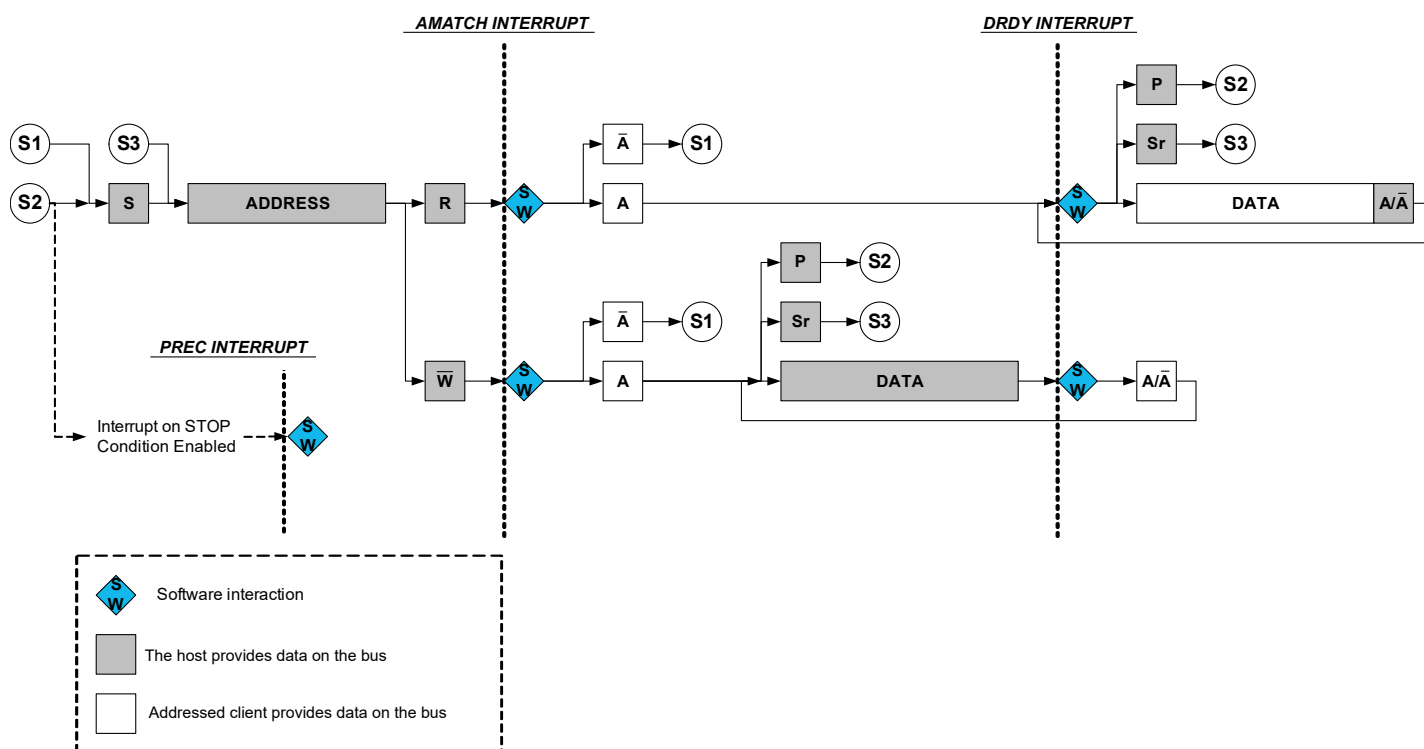 AMATCH INTERRUPT
DRDY INTERRUPT
P
S2
S1
S3
A̅
S1
Sr
S3
S2
S
ADDRESS
R
S
W
A
S
W
DATA
A/A̅
P
S2
A̅
S1
Sr
S3
PREC INTERRUPT
W̅
S
W
A
DATA
S
W
A/A̅
Interrupt on STOP
Condition Enabled
S
W
S
W
Software interaction
The host provides data on the bus
Addressed client provides data on the bus